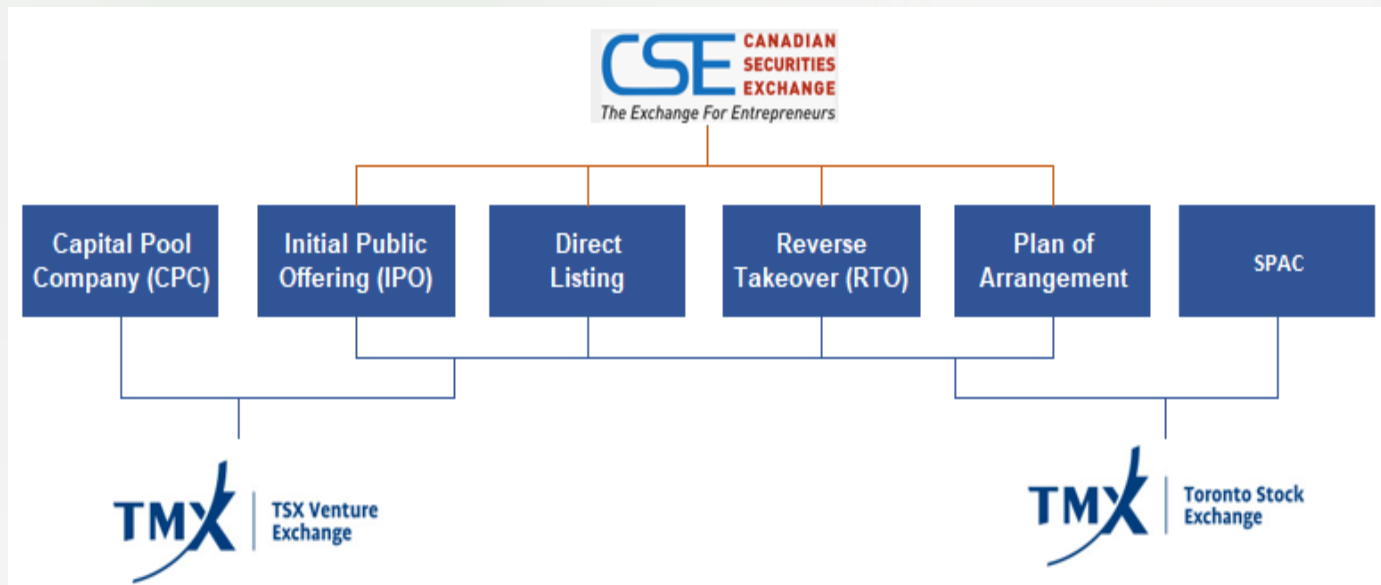 CSE CANADIAN
SECURITIES
EXCHANGE
The Exchange For Entrepreneurs
Capital Pool
Company (CPC)
Initial Public
Offering (IPO)
Direct
Listing
Reverse
Takeover (RTO)
Plan of
Arrangement
SPAC
TMX
TSX Venture
Exchange
TMX
Toronto Stock
Exchange